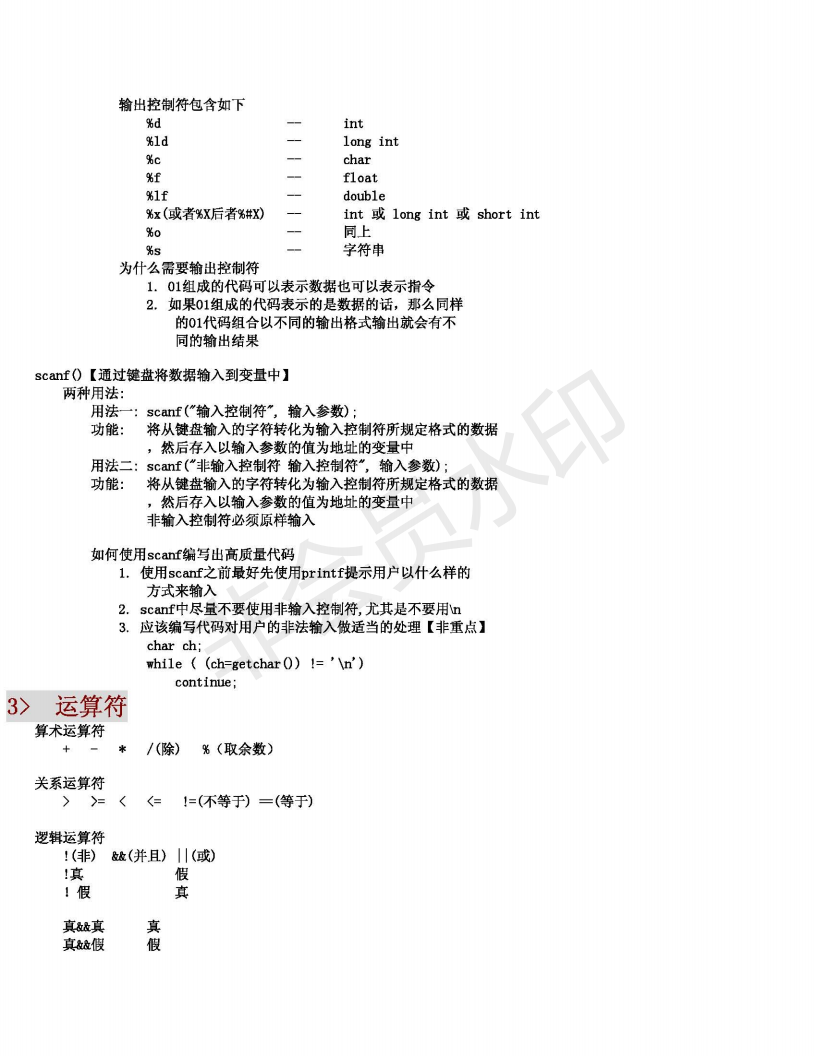 输出控制符包含如下
%d -- int
%ld -- long int
%c -- char
%f -- float
%lf -- double
%x(或者%X后者%#X) -- int 或 long int 或 short int
%o -- 同上
%s -- 字符串
为什么需要输出控制符
1. 01组成的代码可以表示数据也可以表示指令
2. 如果01组成的代码表示的是数据的话，那么同样
的01代码组合以不同的输出格式输出就会有不
同的输出结果
scanf()【通过键盘将数据输入到变量中】
两种用法:
用法一: scanf("输入控制符", 输入参数);
功能: 将从键盘输入的字符转化为输入控制符所规定格式的数据
，然后存入以输入参数的值为地址的变量中
用法二: scanf("非输入控制符 输入控制符", 输入参数);
功能: 将从键盘输入的字符转化为输入控制符所规定格式的数据
，然后存入以输入参数的值为地址的变量中
非输入控制符必须原样输入
如何使用scanf编写出高质量代码
1. 使用scanf之前最好先使用printf提示用户以什么样的
方式来输入
2. scanf中尽量不要使用非输入控制符,尤其是不要用\n
3. 应该编写代码对用户的非法输入做适当的处理【非重点】
char ch;
while ( (ch=getchar()) != '\n')
continue;
3> 运算符
算术运算符
+ - * /(除) %（取余数）
关系运算符
> >= < <= !=(不等于) ==(等于)
逻辑运算符
!(非) &&(并且) ||(或)
!真 假
! 假 真
真&&真 真
真&&假 假
非会员水印